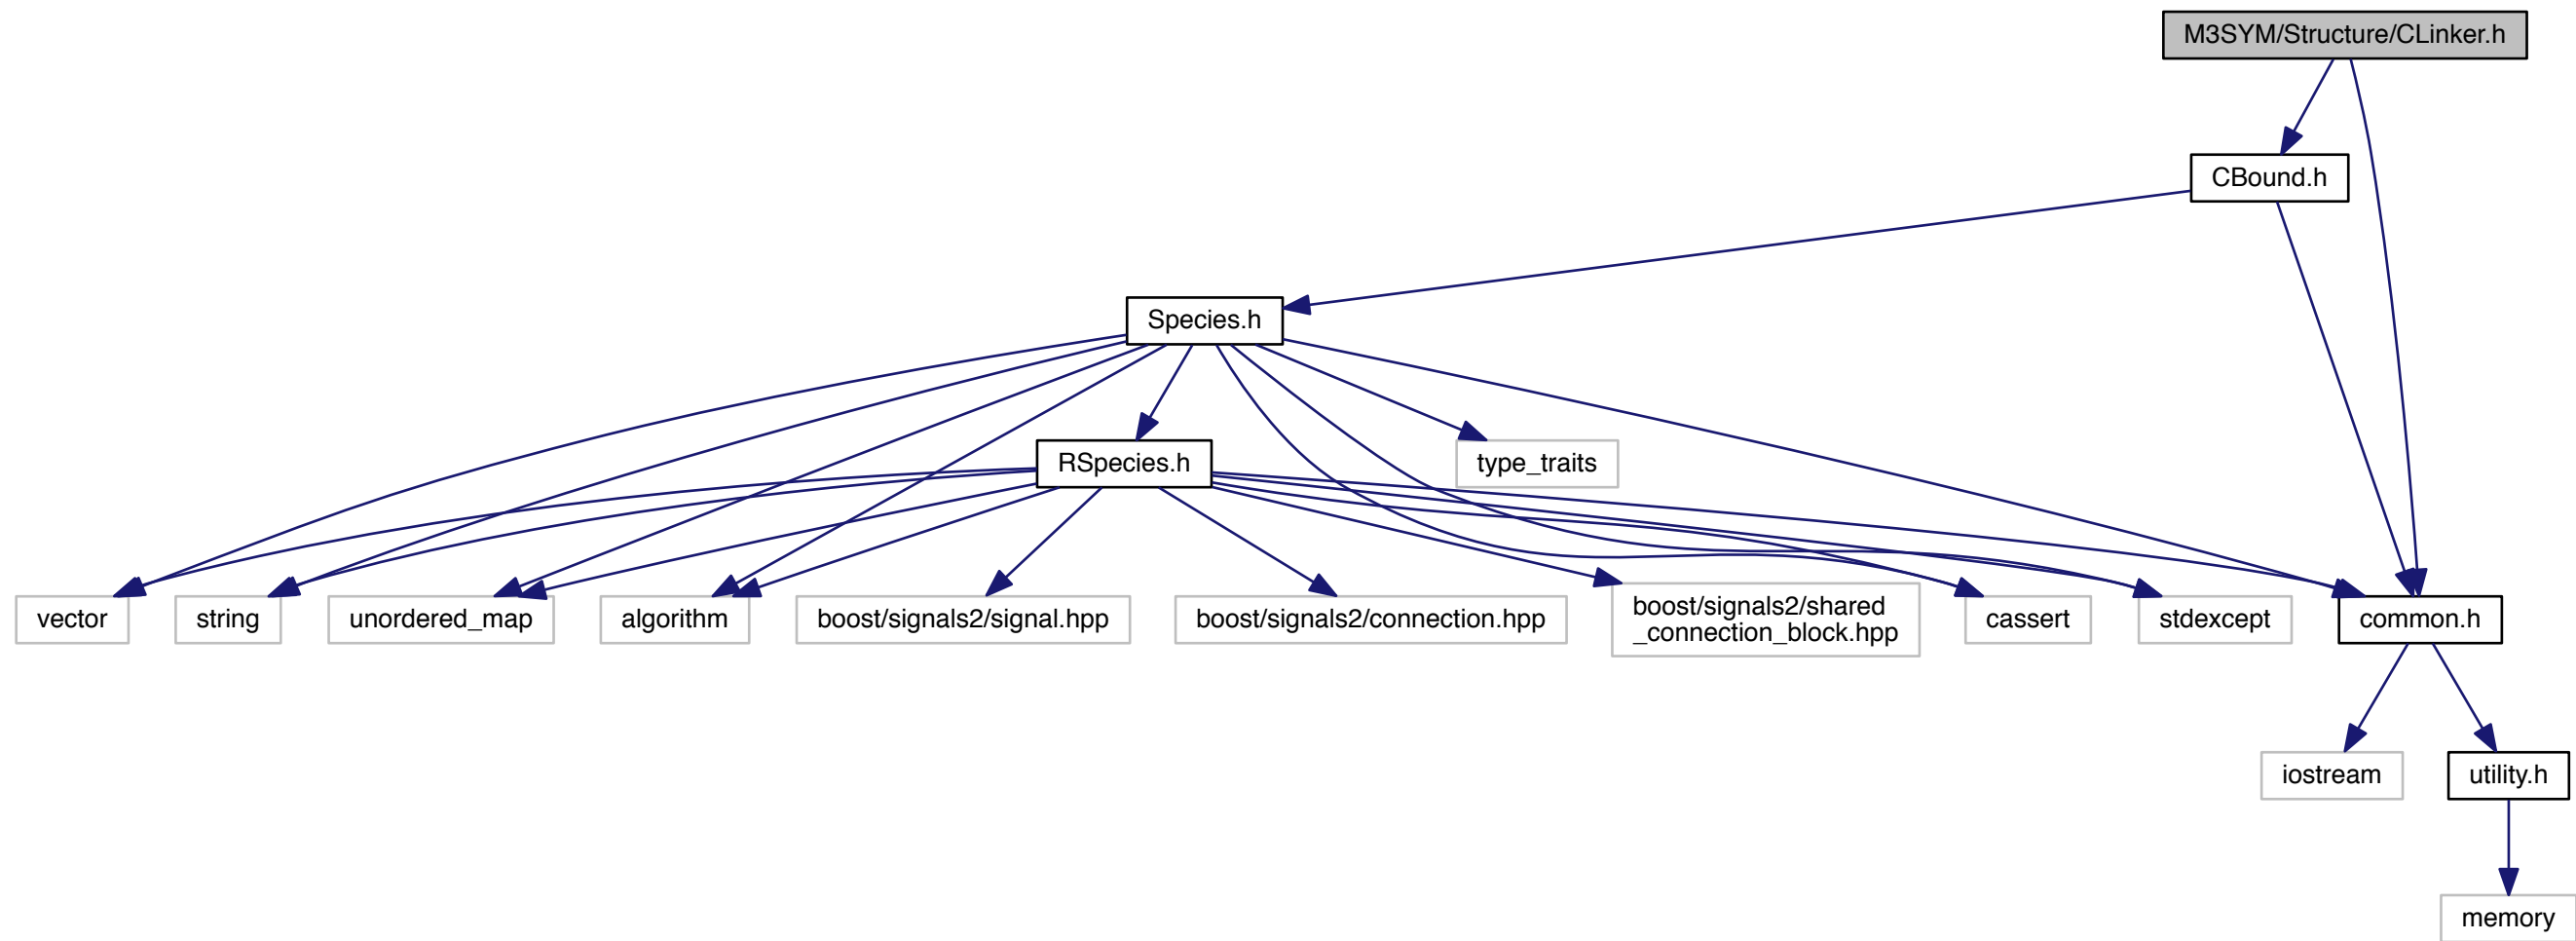 M3SYM/Structure/CLinker.h
CBound.h
Species.h
RSpecies.h
type_traits
vector
string
unordered_map
algorithm
boost/signals2/signal.hpp
boost/signals2/connection.hpp
boost/signals2/shared
_connection_block.hpp
cassert
stdexcept
common.h
iostream
utility.h
memory